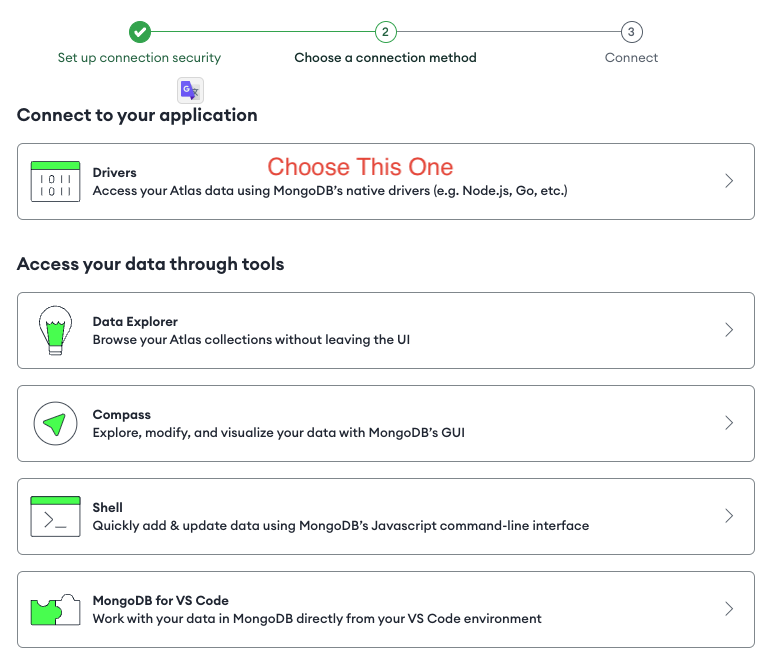 2
3
Set up connection security
Choose a connection method
Connect
G
Connect to your application
Choose This One
1011
1011
Drivers
Access your Atlas data using MongoDB’s native drivers (e.g. Node.js, Go, etc.)
Access your data through tools
Data Explorer
Browse your Atlas collections without leaving the UI
Compass
Explore, modify, and visualize your data with MongoDB’s GUI
>_
Shell
Quickly add & update data using MongoDB’s Javascript command-line interface
MongoDB for VS Code
Work with your data in MongoDB directly from your VS Code environment